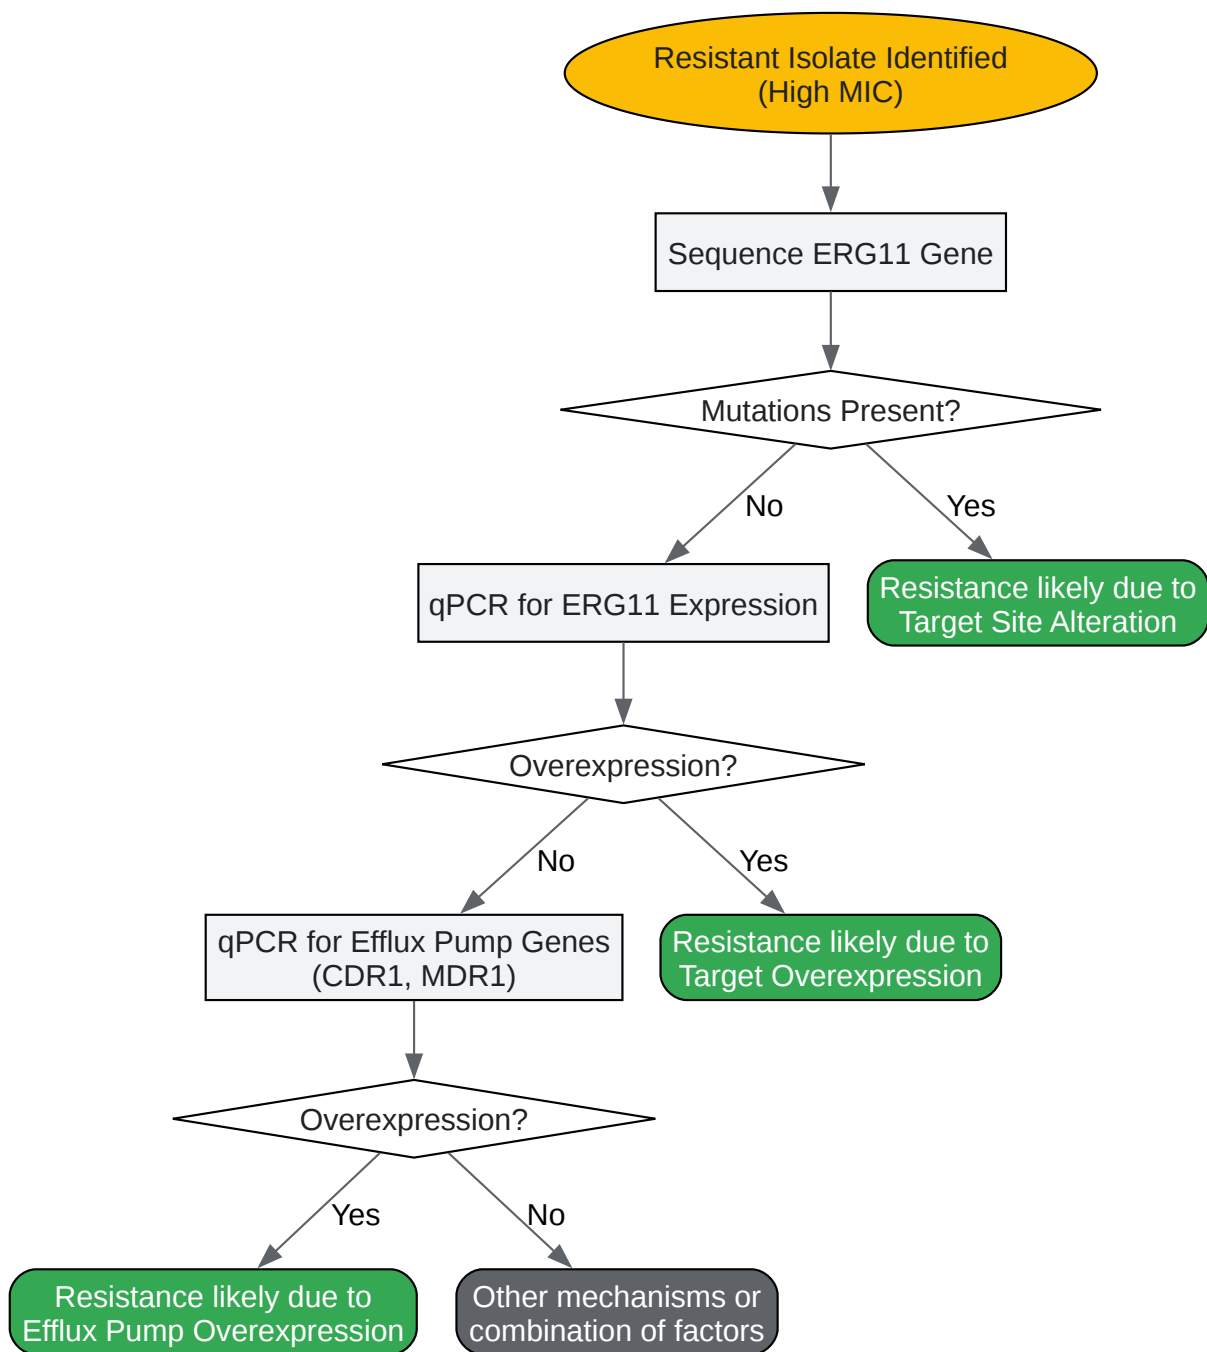 Resistant Isolate Identified
(High MIC)
Sequence ERG11 Gene
Mutations Present?
No
Yes
qPCR for ERG11 Expression
Resistance likely due to
Target Site Alteration
Overexpression?
No
Yes
qPCR for Efflux Pump Genes
(CDR1, MDR1)
Resistance likely due to
Target Overexpression
Overexpression?
Yes
No
Resistance likely due to
Efflux Pump Overexpression
Other mechanisms or
combination of factors